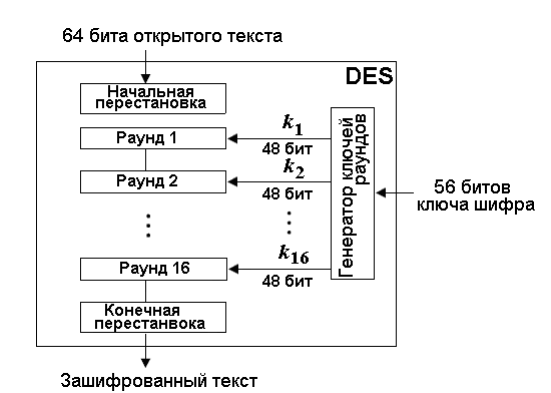 64 бита открытого текста
DES
Начальная
перестановка
Раунд 1
k1
48 бит
Раунд 2
k2
48 бит
Генератор ключей
раундов
56 битов
ключа шифра
Раунд 16
k16
48 бит
Конечная
перестанвока
Зашифрованный текст